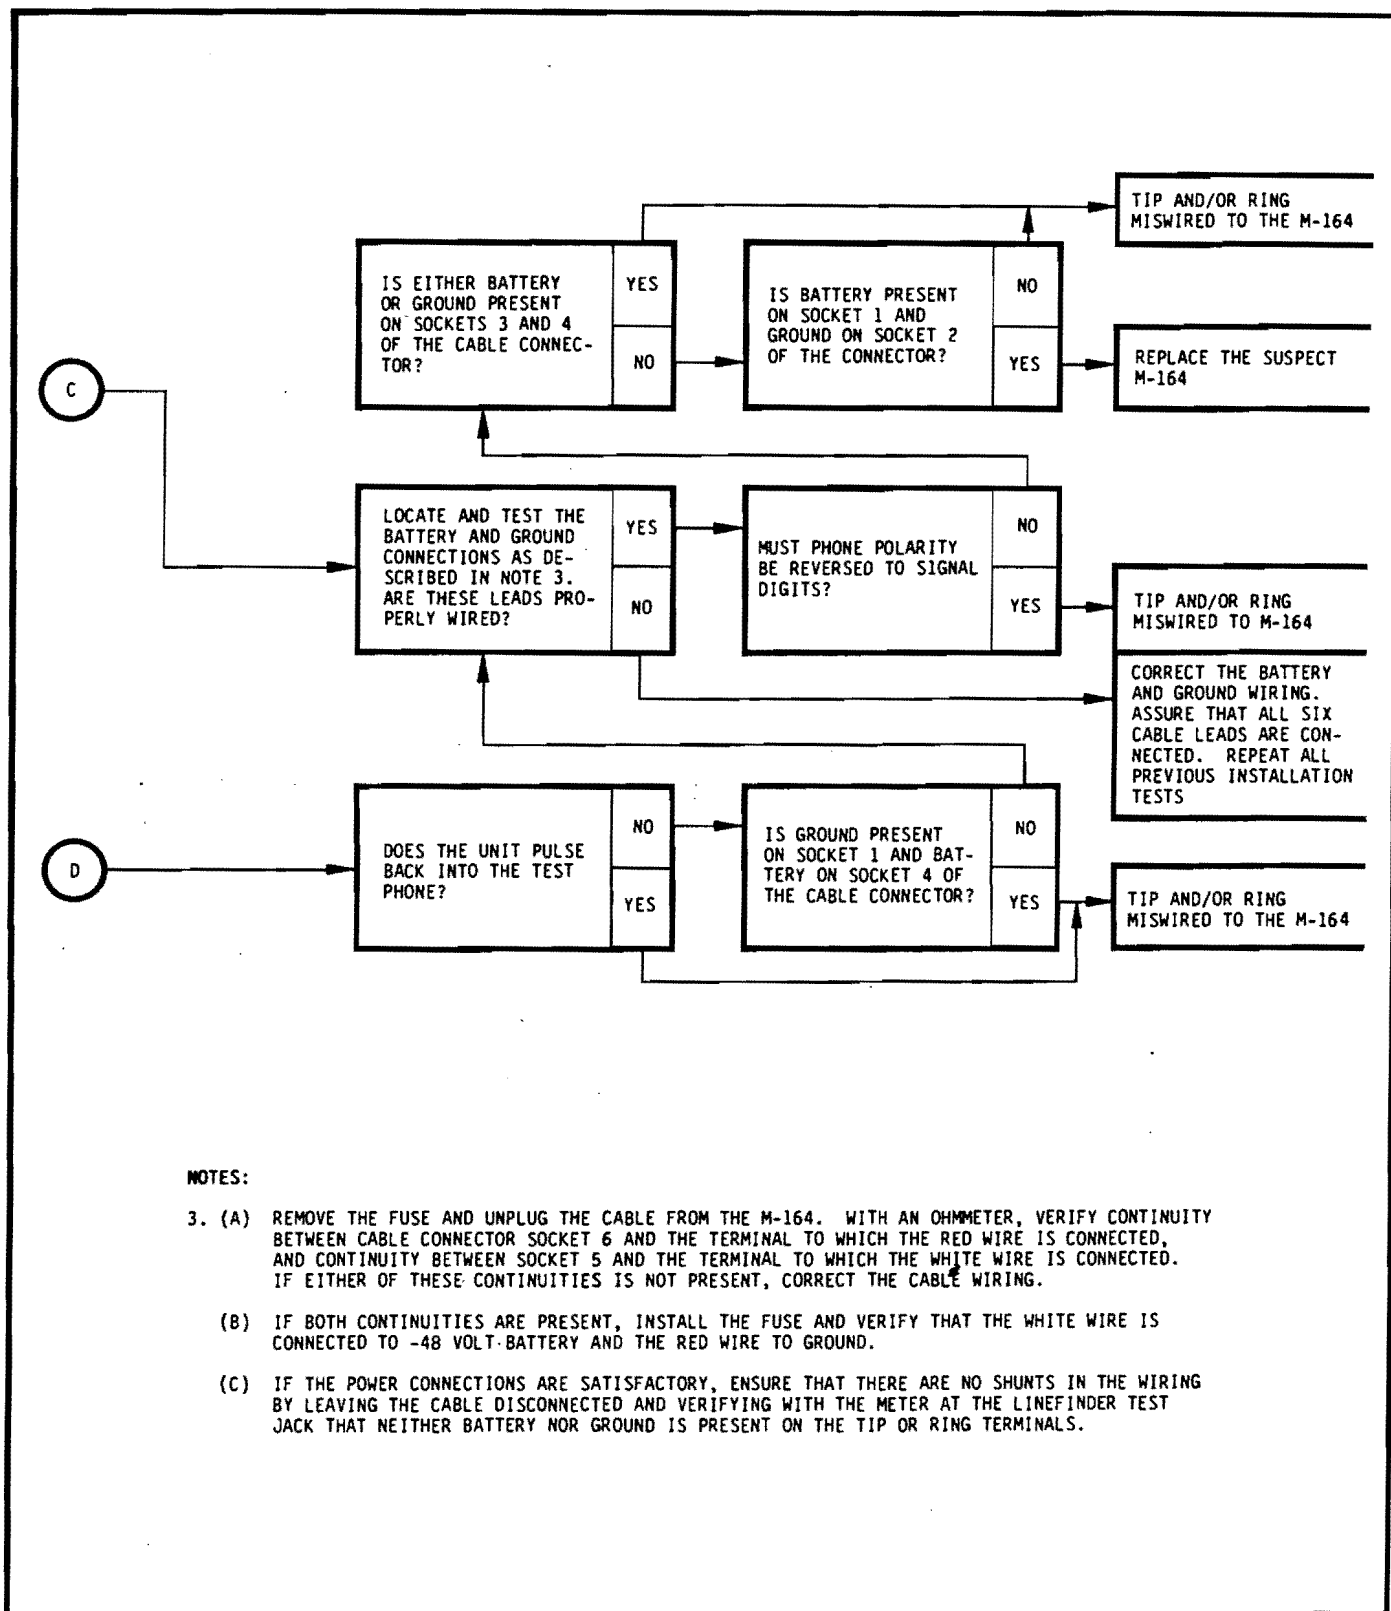 TIP AND/OR RING
MISWIRED TO THE M-164
IS EITHER BATTERY
OR GROUND PRESENT
ON SOCKETS 3 AND 4
OF THE CABLE CONNEC-
TOR?
YES
NO
IS BATTERY PRESENT
ON SOCKET 1 AND
GROUND ON SOCKET 2
OF THE CONNECTOR?
NO
YES
REPLACE THE SUSPECT
M-164
C
LOCATE AND TEST THE
BATTERY AND GROUND
CONNECTIONS AS DE-
SCRIBED IN NOTE 3.
ARE THESE LEADS PRO-
PERLY WIRED?
YES
NO
MUST PHONE POLARITY
BE REVERSED TO SIGNAL
DIGITS?
NO
YES
TIP AND/OR RING
MISWIRED TO M-164
CORRECT THE BATTERY
AND GROUND WIRING.
ASSURE THAT ALL SIX
CABLE LEADS ARE CON-
NECTED. REPEAT ALL
PREVIOUS INSTALLATION
TESTS
D
DOES THE UNIT PULSE
BACK INTO THE TEST
PHONE?
NO
YES
IS GROUND PRESENT
ON SOCKET 1 AND BAT-
TERY ON SOCKET 4 OF
THE CABLE CONNECTOR?
NO
YES
TIP AND/OR RING
MISWIRED TO THE M-164
NOTES:
3. (A) REMOVE THE FUSE AND UNPLUG THE CABLE FROM THE M-164. WITH AN OHMMETER, VERIFY CONTINUITY
BETWEEN CABLE CONNECTOR SOCKET 6 AND THE TERMINAL TO WHICH THE RED WIRE IS CONNECTED,
AND CONTINUITY BETWEEN SOCKET 5 AND THE TERMINAL TO WHICH THE WHITE WIRE IS CONNECTED.
IF EITHER OF THESE CONTINUITIES IS NOT PRESENT, CORRECT THE CABLE WIRING.
(B) IF BOTH CONTINUITIES ARE PRESENT, INSTALL THE FUSE AND VERIFY THAT THE WHITE WIRE IS
CONNECTED TO -48 VOLT BATTERY AND THE RED WIRE TO GROUND.
(C) IF THE POWER CONNECTIONS ARE SATISFACTORY, ENSURE THAT THERE ARE NO SHUNTS IN THE WIRING
BY LEAVING THE CABLE DISCONNECTED AND VERIFYING WITH THE METER AT THE LINEFINDER TEST
JACK THAT NEITHER BATTERY NOR GROUND IS PRESENT ON THE TIP OR RING TERMINALS.